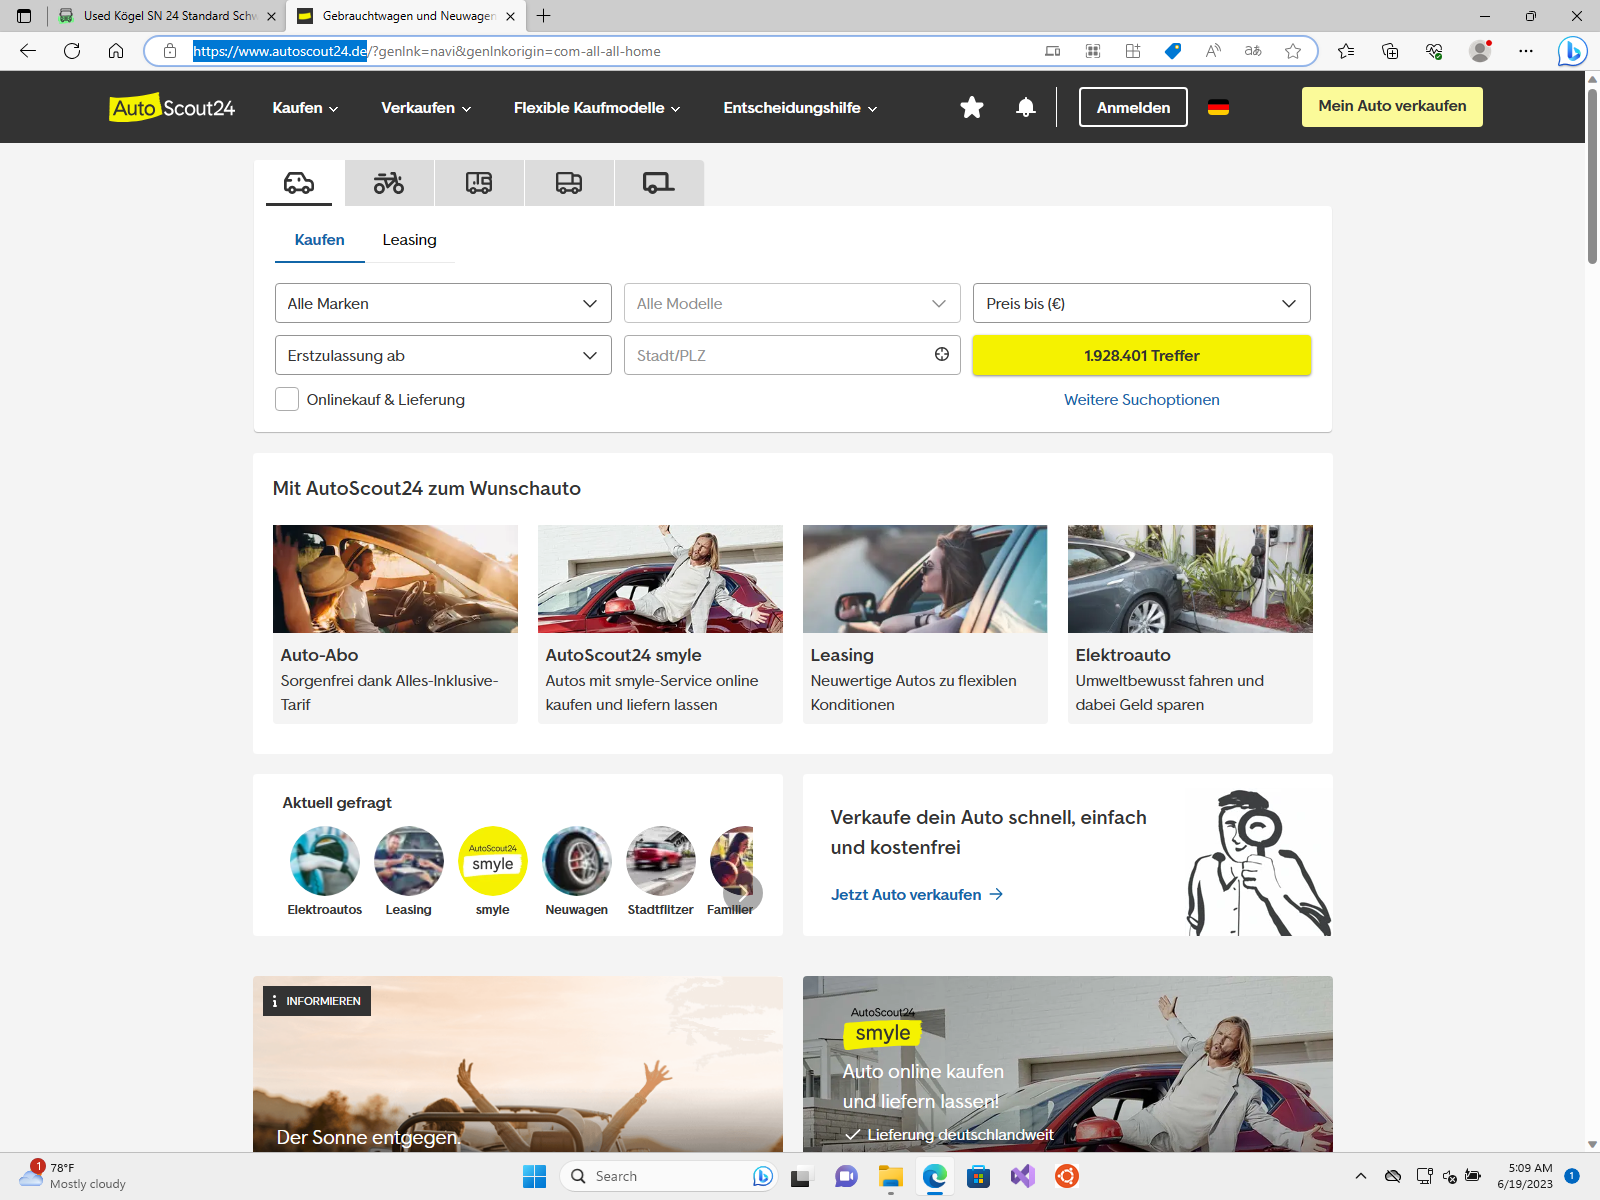 Used Kögel SN 24 Standard Schw
Gebrauchtwagen und Neuwagen
https://www.autoscout24.de/?genlnk=navi&genlnkorigin=com-all-all-home
AutoScout24
Kaufen
Verkaufen
Flexible Kaufmodelle
Entscheidungshilfe
Anmelden
Mein Auto verkaufen
Kaufen
Leasing
Alle Marken
Alle Modelle
Preis bis (€)
Erstzulassung ab
Stadt/PLZ
1.928.401 Treffer
Onlinekauf & Lieferung
Weitere Suchoptionen
Mit AutoScout24 zum Wunschauto
Auto-Abo
Sorgenfrei dank Alles-Inklusive-
Tarif
AutoScout24 smyle
Autos mit smyle-Service online
kaufen und liefern lassen
Leasing
Neuwertige Autos zu flexiblen
Konditionen
Elektroauto
Umweltbewusst fahren und
dabei Geld sparen
Aktuell gefragt
AutoScout24
smyle
Elektroautos
Leasing
smyle
Neuwagen
Stadtflitzer
Familier
Verkaufe dein Auto schnell, einfach
und kostenfrei
Jetzt Auto verkaufen
INFORMIEREN
Der Sonne entgegen.
AutoScout24
smyle
Auto online kaufen
und liefern lassen!
Lieferung deutschlandweit
1
78°F
Mostly cloudy
Search
5:09 AM
6/19/2023
1